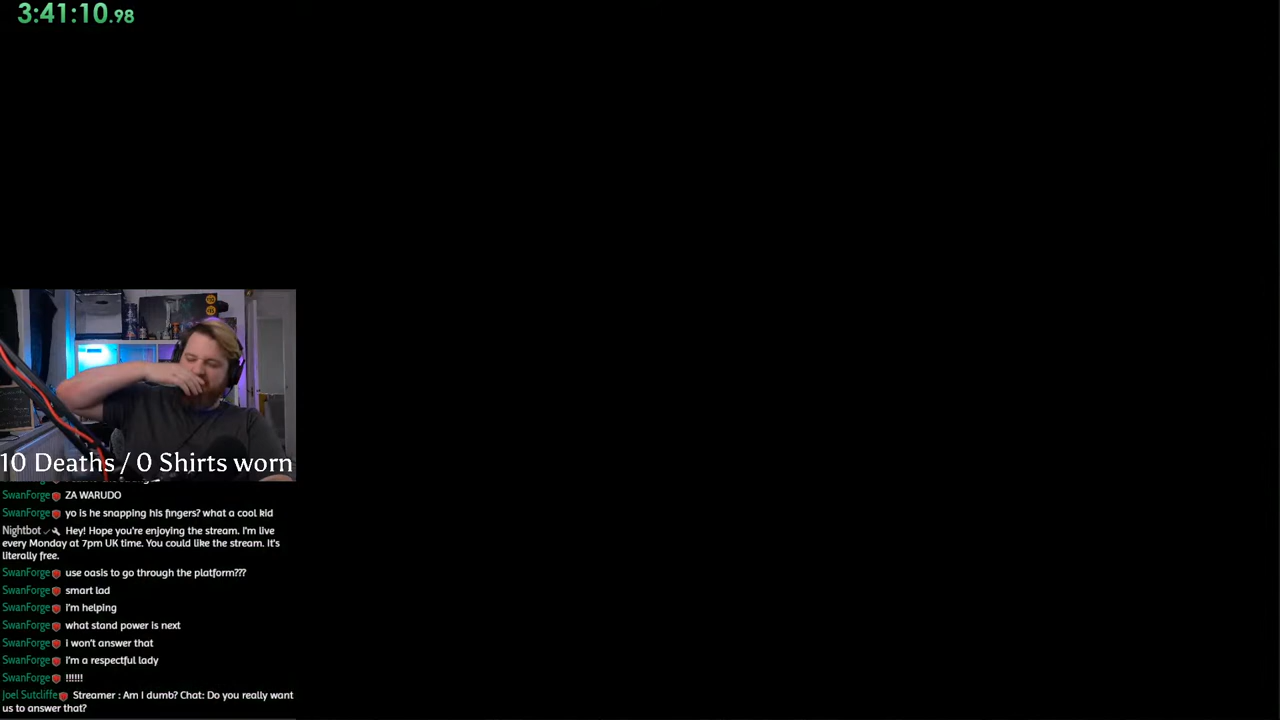 3:41:10.98
10 Deaths / 0 Shirts worn
SwanForge ZA WARUDO
SwanForge yo is he snapping his fingers? what a cool kid
Nightbot Hey! Hope you're enjoying the stream. I'm live
every Monday at 7pm UK time. You could like the stream. It's
literally free.
SwanForge use oasis to go through the platform???
SwanForge smart lad
SwanForge I'm helping
SwanForge what stand power is next
SwanForge i won't answer that
SwanForge I'm a respectful lady
SwanForge !!!!!!
Joel Sutcliffe Streamer : Am I dumb? Chat: Do you really want
us to answer that?